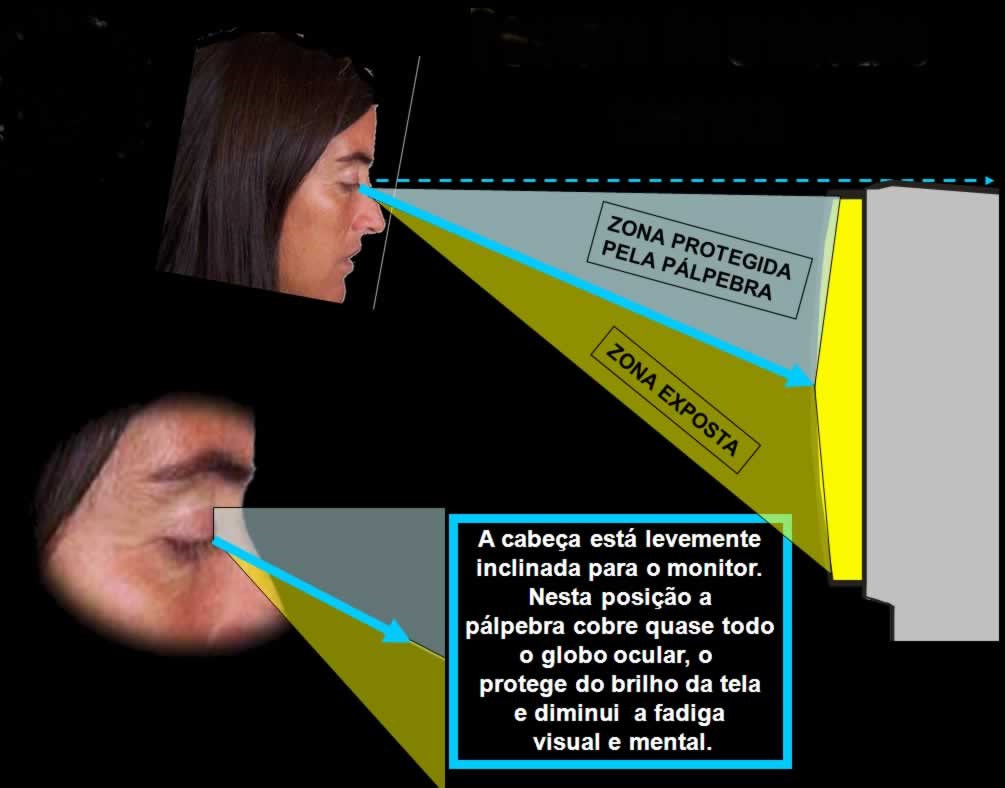 ZONA PROTEGIDA
PELA PÁLPEBRA
ZONA EXPOSTA
A cabeça está levemente
inclinada para o monitor.
Nesta posição a
pálpebra cobre quase todo
o globo ocular, o
protege do brilho da tela
e diminui a fadiga
visual e mental.